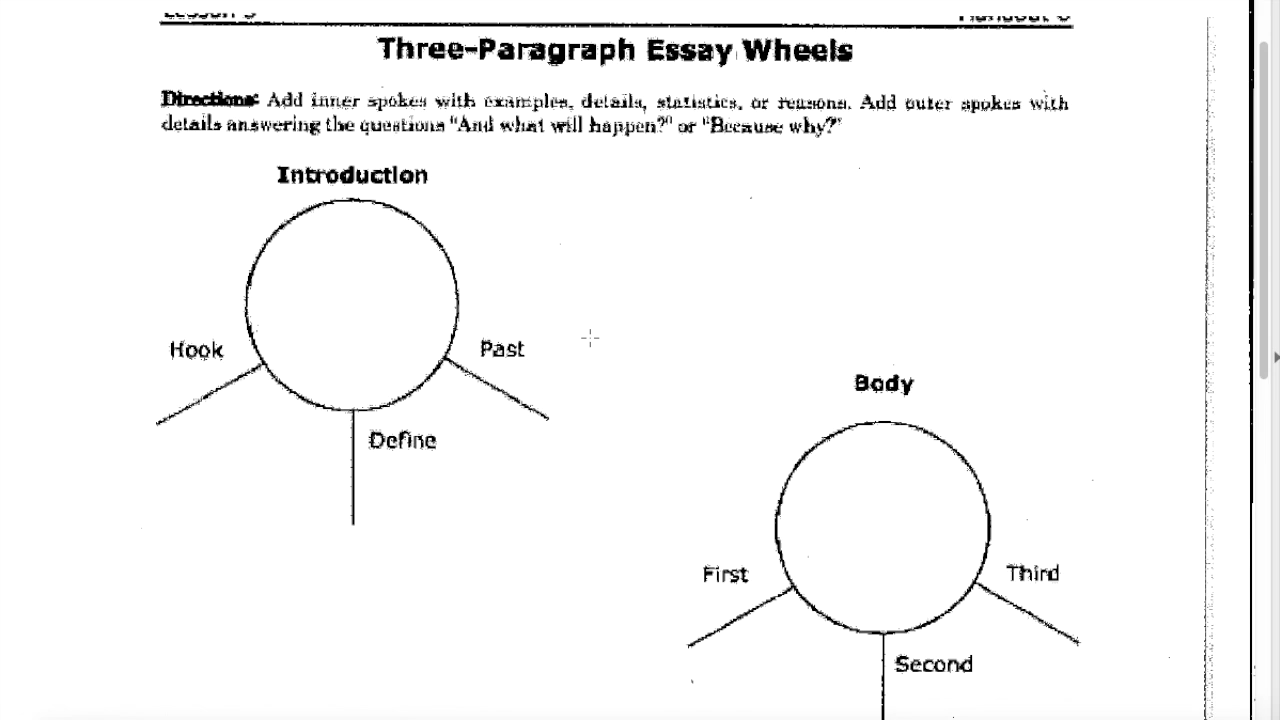 Three-Paragraph Essay Wheels
Directions: Add inner spokes with examples, details, statistics, or reasons. Add outer spokes with
details answering the questions "And what will happen?" or "Because why?"
Introduction
Hook
Past
Define
Body
First
Third
Second